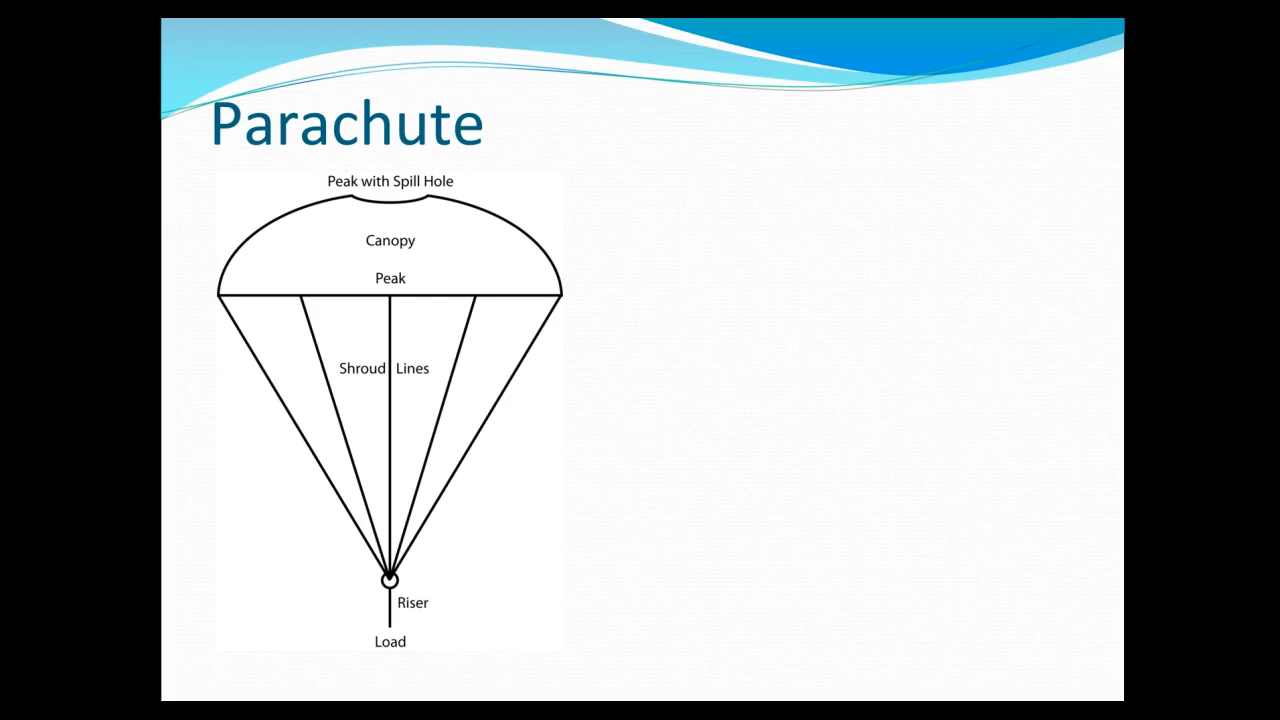 Parachute
Peak with Spill Hole
Canopy
Peak
Shroud Lines
Riser
Load